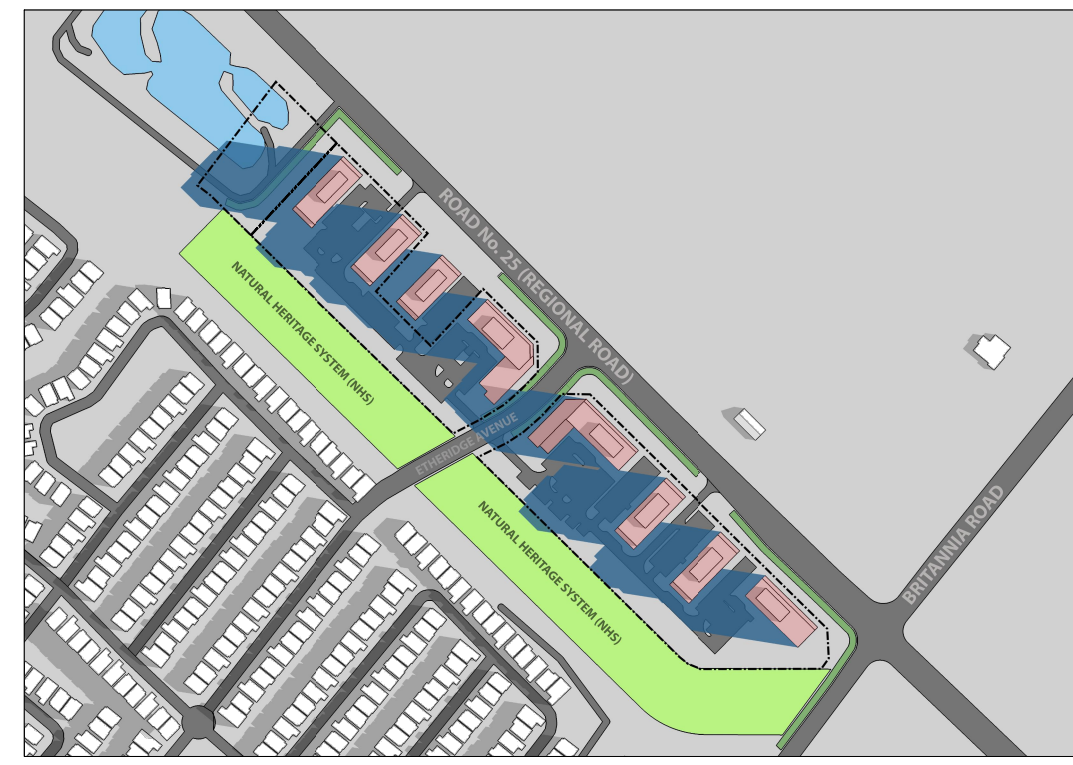 ROAD No. 25 (REGIONAL ROAD)
NATURAL HERITAGE SYSTEM (NHS)
ETHERIDGE AVENUE
NATURAL HERITAGE SYSTEM (NHS)
BRITANNIA ROAD